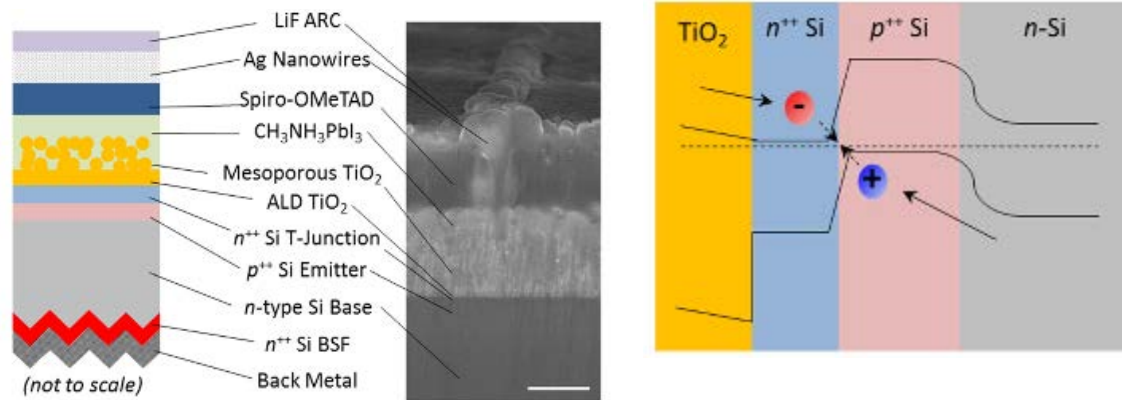 LiF ARC
Ag Nanowires
Spiro-OMeTAD
CH₃NH₃PbI₃
Mesoporous TiO₂
ALD TiO₂
n⁺⁺ Si T-Junction
p⁺⁺ Si Emitter
n-type Si Base
n⁺⁺ Si BSF
Back Metal
(not to scale)
TiO₂ n⁺⁺ Si p⁺⁺ Si n-Si
-
+